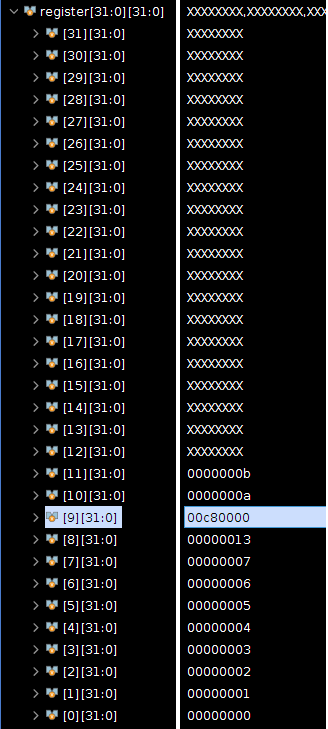 register[31:0][31:0] XXXXXXXX,XXXXXXXX,XXX
[31][31:0] XXXXXXXX
[30][31:0] XXXXXXXX
[29][31:0] XXXXXXXX
[28][31:0] XXXXXXXX
[27][31:0] XXXXXXXX
[26][31:0] XXXXXXXX
[25][31:0] XXXXXXXX
[24][31:0] XXXXXXXX
[23][31:0] XXXXXXXX
[22][31:0] XXXXXXXX
[21][31:0] XXXXXXXX
[20][31:0] XXXXXXXX
[19][31:0] XXXXXXXX
[18][31:0] XXXXXXXX
[17][31:0] XXXXXXXX
[16][31:0] XXXXXXXX
[15][31:0] XXXXXXXX
[14][31:0] XXXXXXXX
[13][31:0] XXXXXXXX
[12][31:0] XXXXXXXX
[11][31:0] 0000000b
[10][31:0] 0000000a
[9][31:0] 00c80000
[8][31:0] 00000013
[7][31:0] 00000007
[6][31:0] 00000006
[5][31:0] 00000005
[4][31:0] 00000004
[3][31:0] 00000003
[2][31:0] 00000002
[1][31:0] 00000001
[0][31:0] 00000000